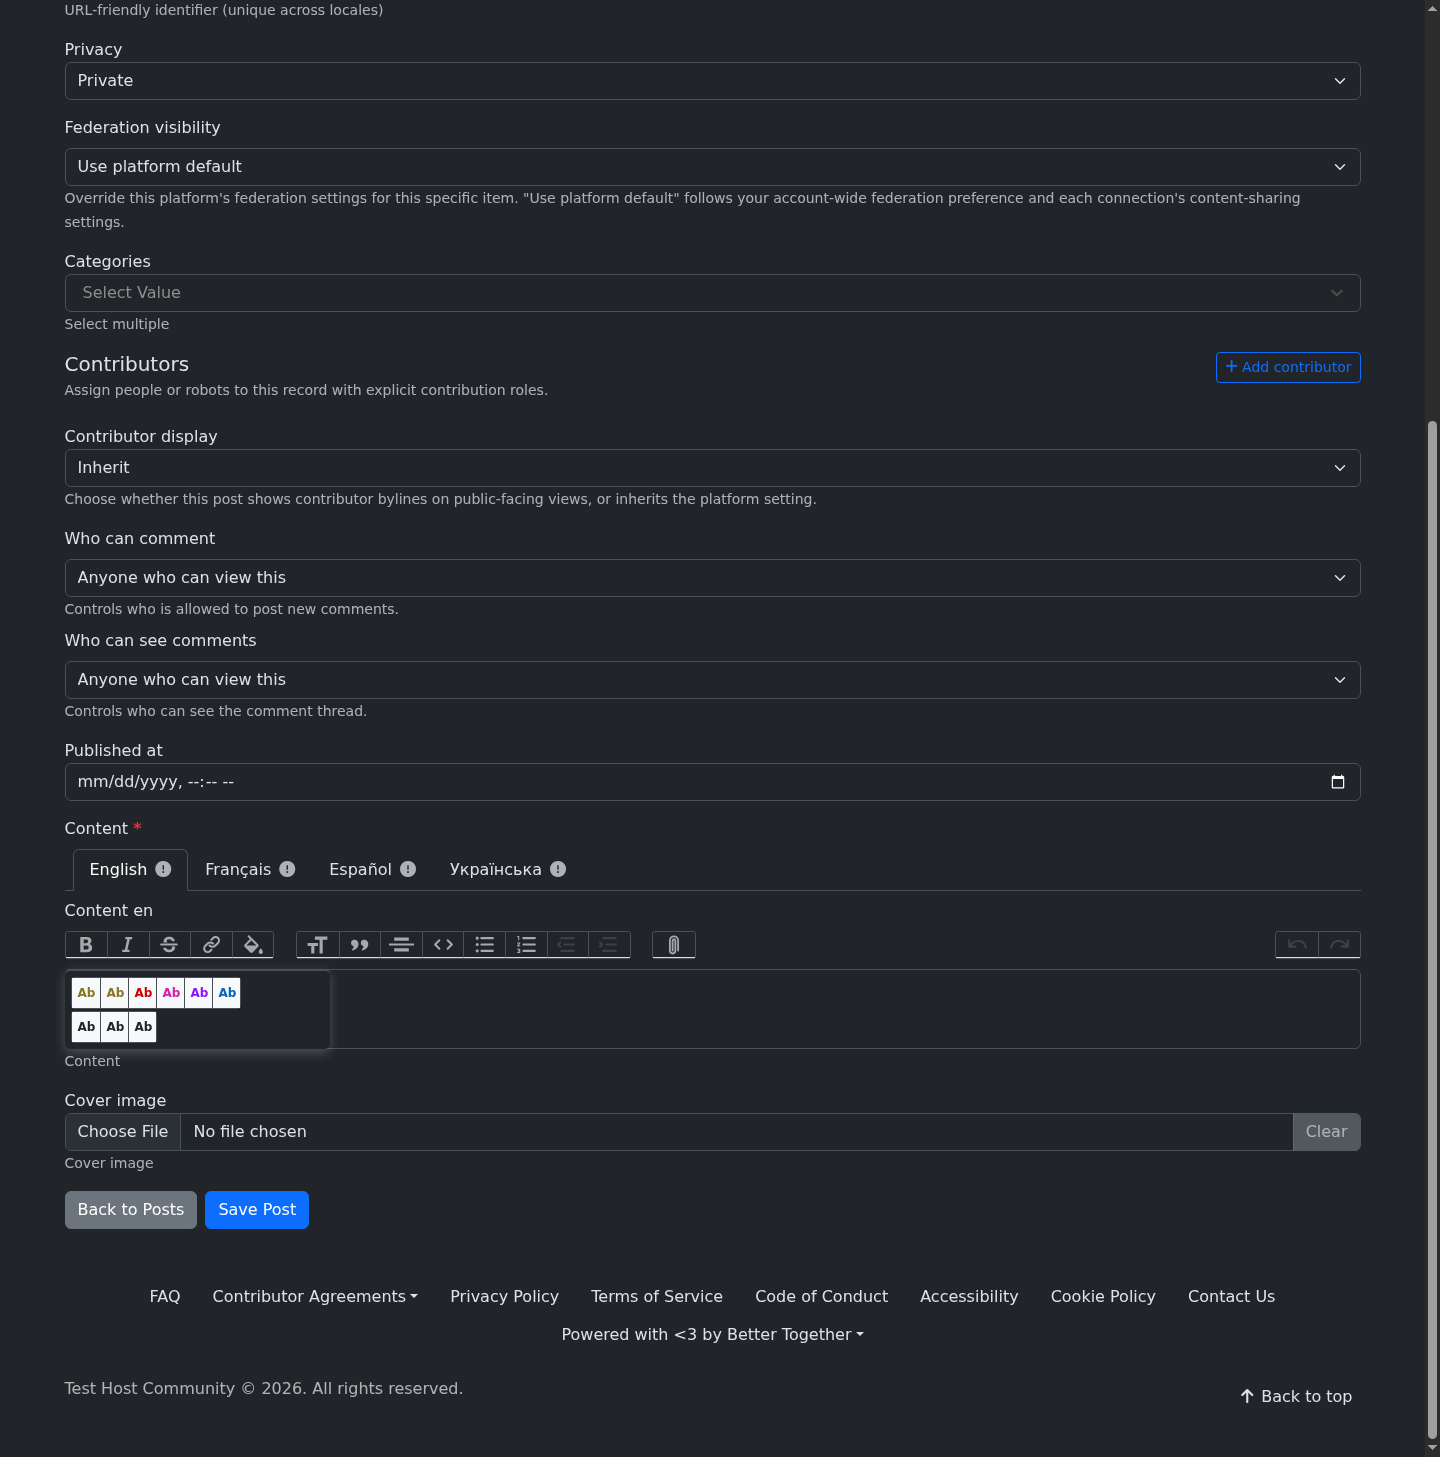 URL-friendly identifier (unique across locales)
Privacy
Private
Federation visibility
Use platform default
Override this platform's federation settings for this specific item. "Use platform default" follows your account-wide federation preference and each connection's content-sharing
settings.
Categories
Select Value
Select multiple
Contributors
Add contributor
Assign people or robots to this record with explicit contribution roles.
Contributor display
Inherit
Choose whether this post shows contributor bylines on public-facing views, or inherits the platform setting.
Who can comment
Anyone who can view this
Controls who is allowed to post new comments.
Who can see comments
Anyone who can view this
Controls who can see the comment thread.
Published at
mm/dd/yyyy, --:-- --
Content *
English Français Español Українська
Content en
Ab Ab Ab Ab Ab Ab
Ab Ab Ab
Content
Cover image
Choose File No file chosen Clear
Cover image
Back to Posts Save Post
FAQ Contributor Agreements Privacy Policy Terms of Service Code of Conduct Accessibility Cookie Policy Contact Us
Powered with <3 by Better Together
Test Host Community © 2026. All rights reserved.
Back to top